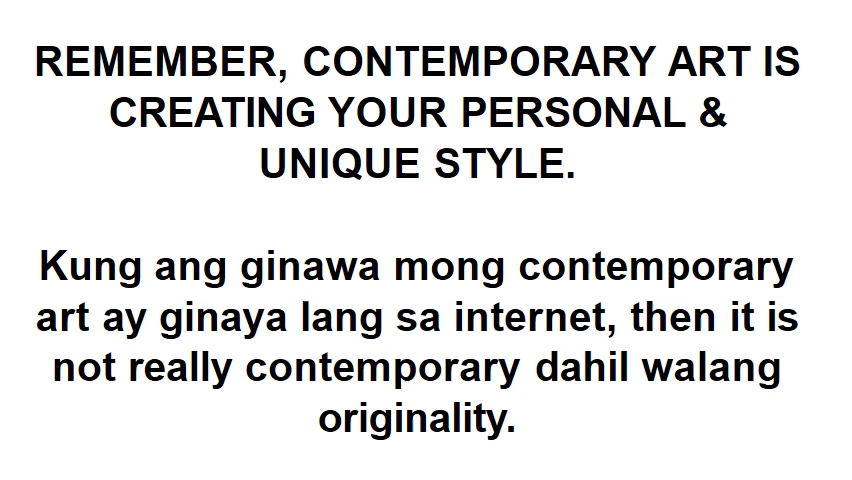 REMEMBER, CONTEMPORARY ART IS
CREATING YOUR PERSONAL &
UNIQUE STYLE.
Kung ang ginawa mong contemporary
art ay ginaya lang sa internet, then it is
not really contemporary dahil walang
originality.